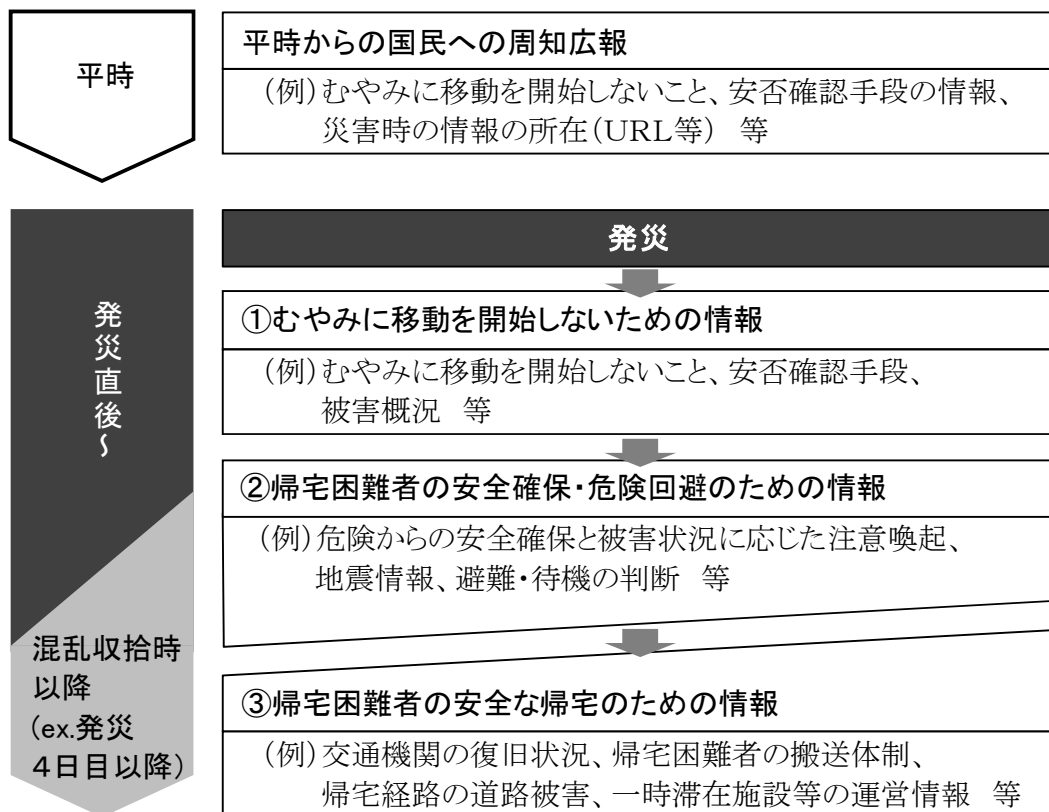 平時
平時からの国民への周知広報
(例)むやみに移動を開始しないこと、安否確認手段の情報、
災害時の情報の所在(URL等) 等
発災直後~
発災
①むやみに移動を開始しないための情報
(例)むやみに移動を開始しないこと、安否確認手段、
被害概況 等
②帰宅困難者の安全確保・危険回避のための情報
(例)危険からの安全確保と被害状況に応じた注意喚起、
地震情報、避難・待機の判断 等
混乱収拾時
以降
(ex.発災
4日目以降)
③帰宅困難者の安全な帰宅のための情報
(例)交通機関の復旧状況、帰宅困難者の搬送体制、
帰宅経路の道路被害、一時滞在施設等の運営情報 等